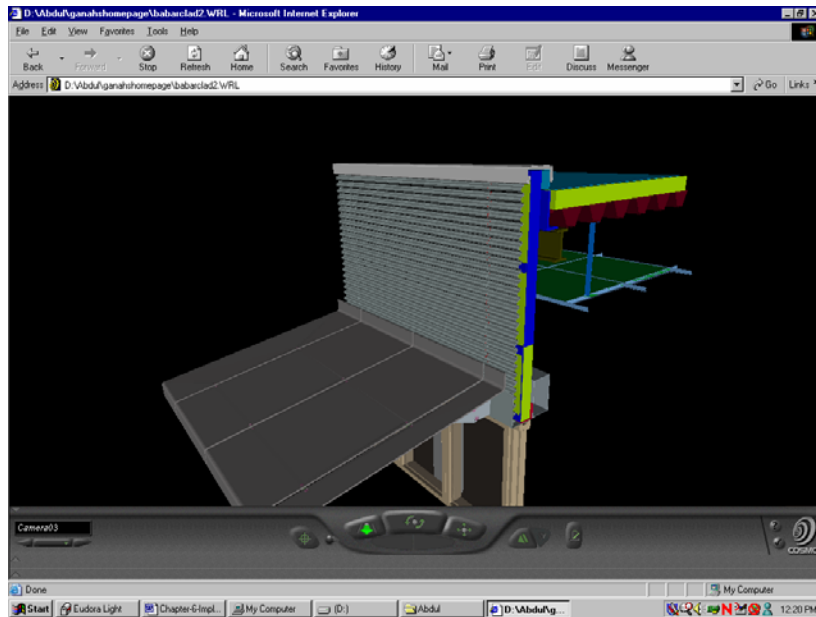 D:\Abdul\ganahshomepage\babarclad2.WRL - Microsoft Internet Explorer
File Edit View Favorites Tools Help
Back Forward Stop Refresh Home Search Favorites History Mail Print Edit Discuss Messenger
Address D:\Abdul\ganahshomepage\babarclad2.WRL Go Links
Camera03
COSMO
Done My Computer
Start Eudora Light Chapter-6-Impl... My Computer (D:) Abdul D:\Abdul\g... 12:20 PM